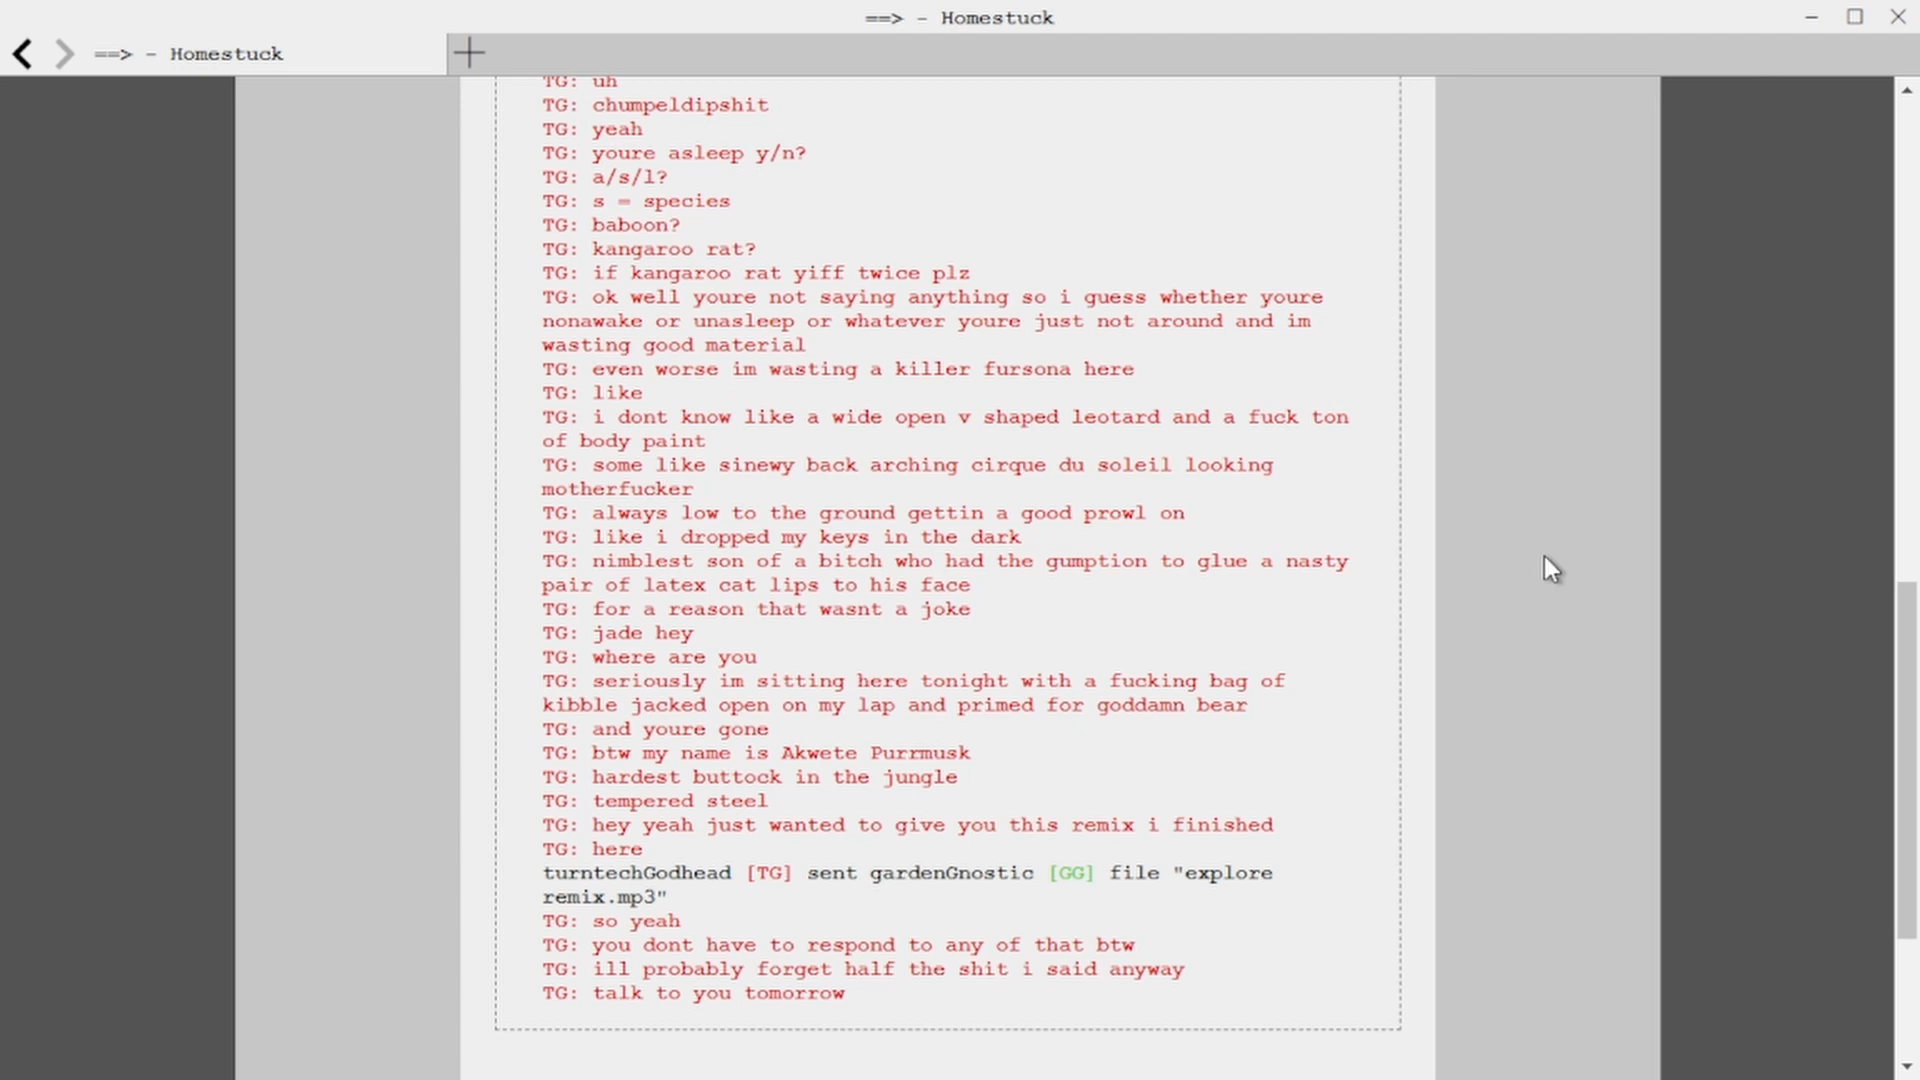 ==> - Homestuck
==> - Homestuck
TG: uh
TG: chumpeldipshit
TG: yeah
TG: youre asleep y/n?
TG: a/s/l?
TG: s = species
TG: baboon?
TG: kangaroo rat?
TG: if kangaroo rat yiff twice plz
TG: ok well youre not saying anything so i guess whether youre
nonawake or unasleep or whatever youre just not around and im
wasting good material
TG: even worse im wasting a killer fursona here
TG: like
TG: i dont know like a wide open v shaped leotard and a fuck ton
of body paint
TG: some like sinewy back arching cirque du soleil looking
motherfucker
TG: always low to the ground gettin a good prowl on
TG: like i dropped my keys in the dark
TG: nimblest son of a bitch who had the gumption to glue a nasty
pair of latex cat lips to his face
TG: for a reason that wasnt a joke
TG: jade hey
TG: where are you
TG: seriously im sitting here tonight with a fucking bag of
kibble jacked open on my lap and primed for goddamn bear
TG: and youre gone
TG: btw my name is Akwete Purrmusk
TG: hardest buttock in the jungle
TG: tempered steel
TG: hey yeah just wanted to give you this remix i finished
TG: here
turntechGodhead [TG] sent gardenGnostic [GG] file "explore
remix.mp3"
TG: so yeah
TG: you dont have to respond to any of that btw
TG: ill probably forget half the shit i said anyway
TG: talk to you tomorrow